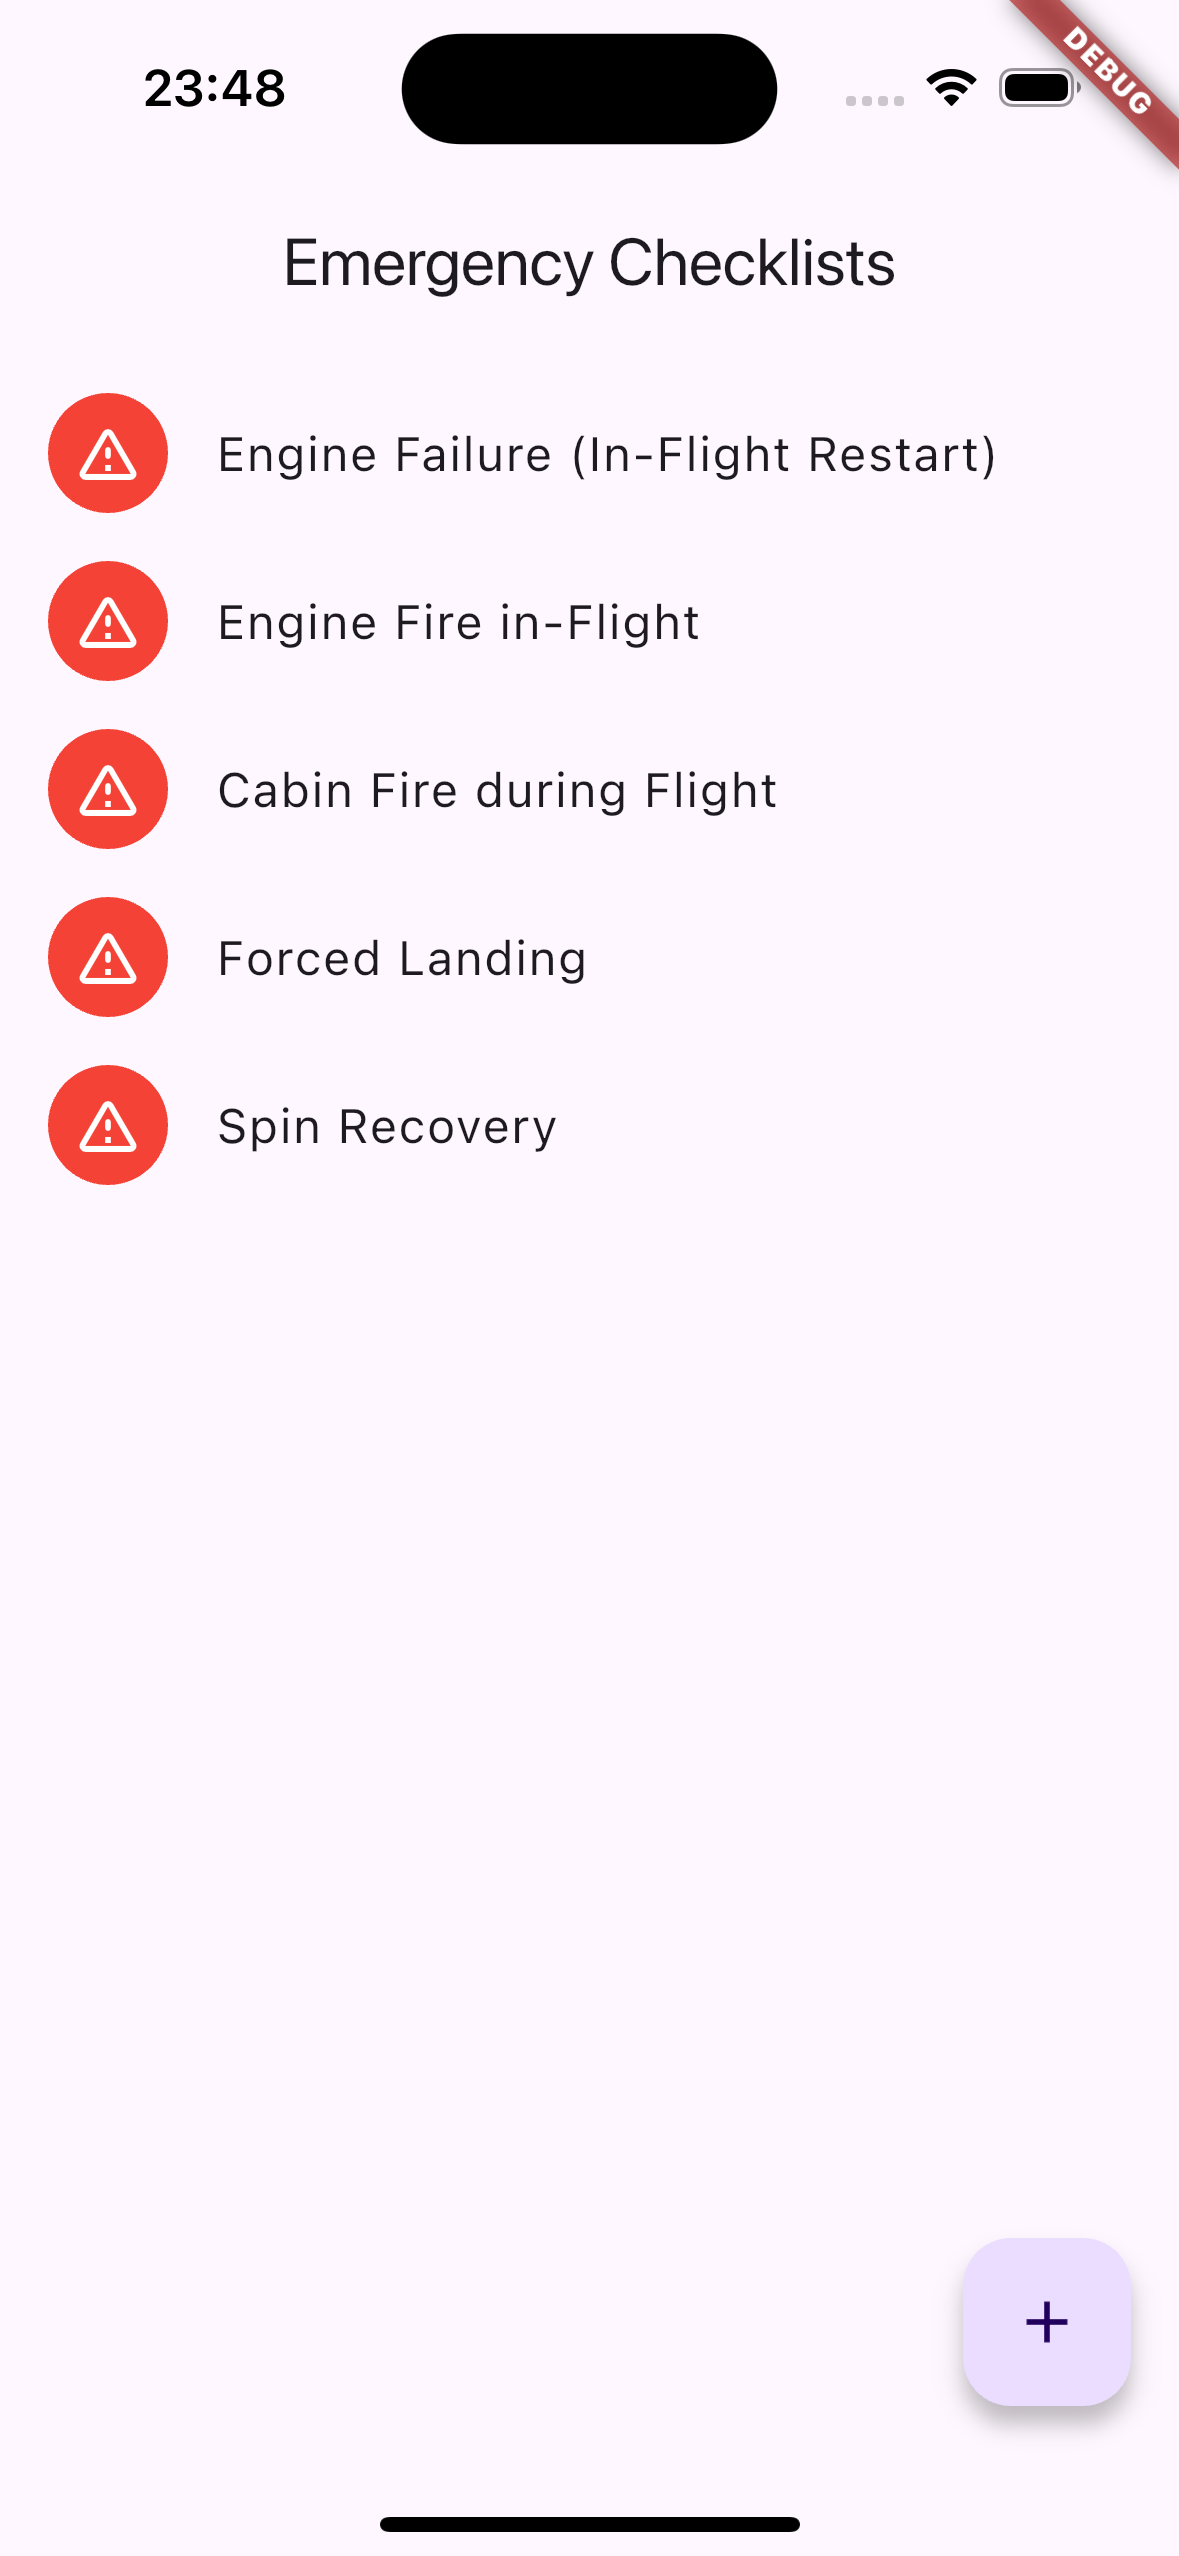 23:48
DEBUG
Emergency Checklists
Engine Failure (In-Flight Restart)
Engine Fire in-Flight
Cabin Fire during Flight
Forced Landing
Spin Recovery